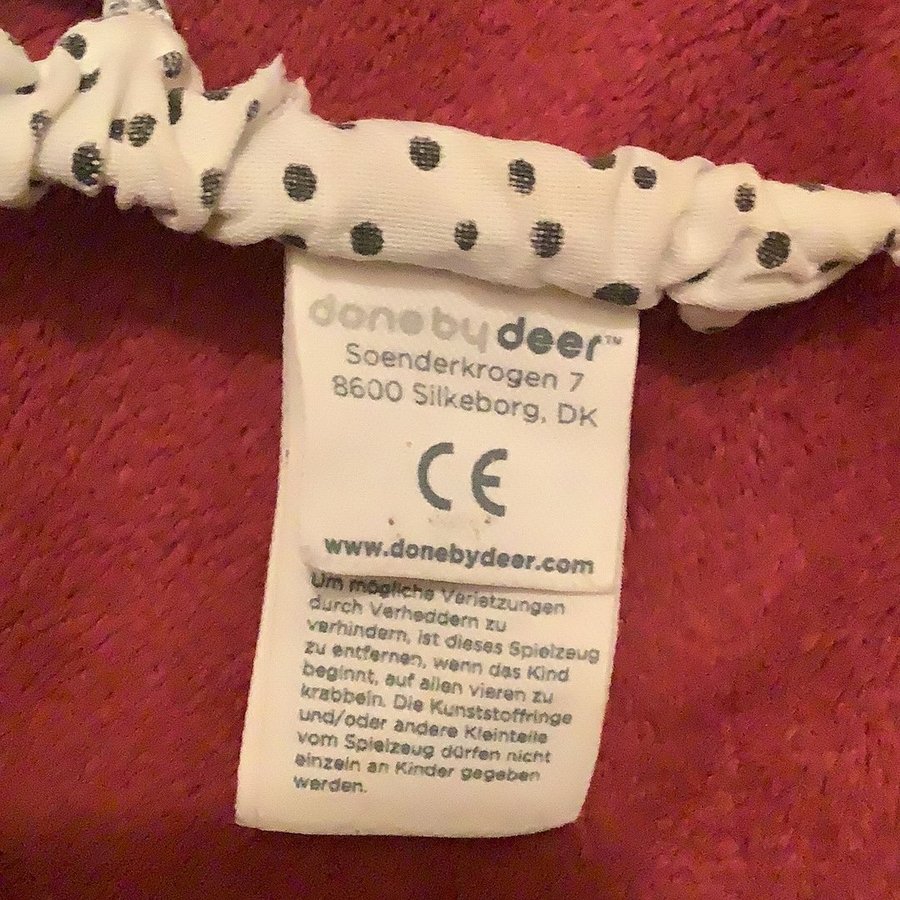 done by deer™
Soenderkrogen 7
8600 Silkeborg, DK
CE
www.donebydeer.com
Um mögliche Verletzungen
durch Verheddern zu
verhindern, ist dieses Spielzeug
zu entfernen, wenn das Kind
beginnt, auf allen vieren zu
krabbeln. Die Kunststoffringe
und/oder andere Kleinteile
vom Spielzeug dürfen nicht
einzeln an Kinder gegeben
werden.